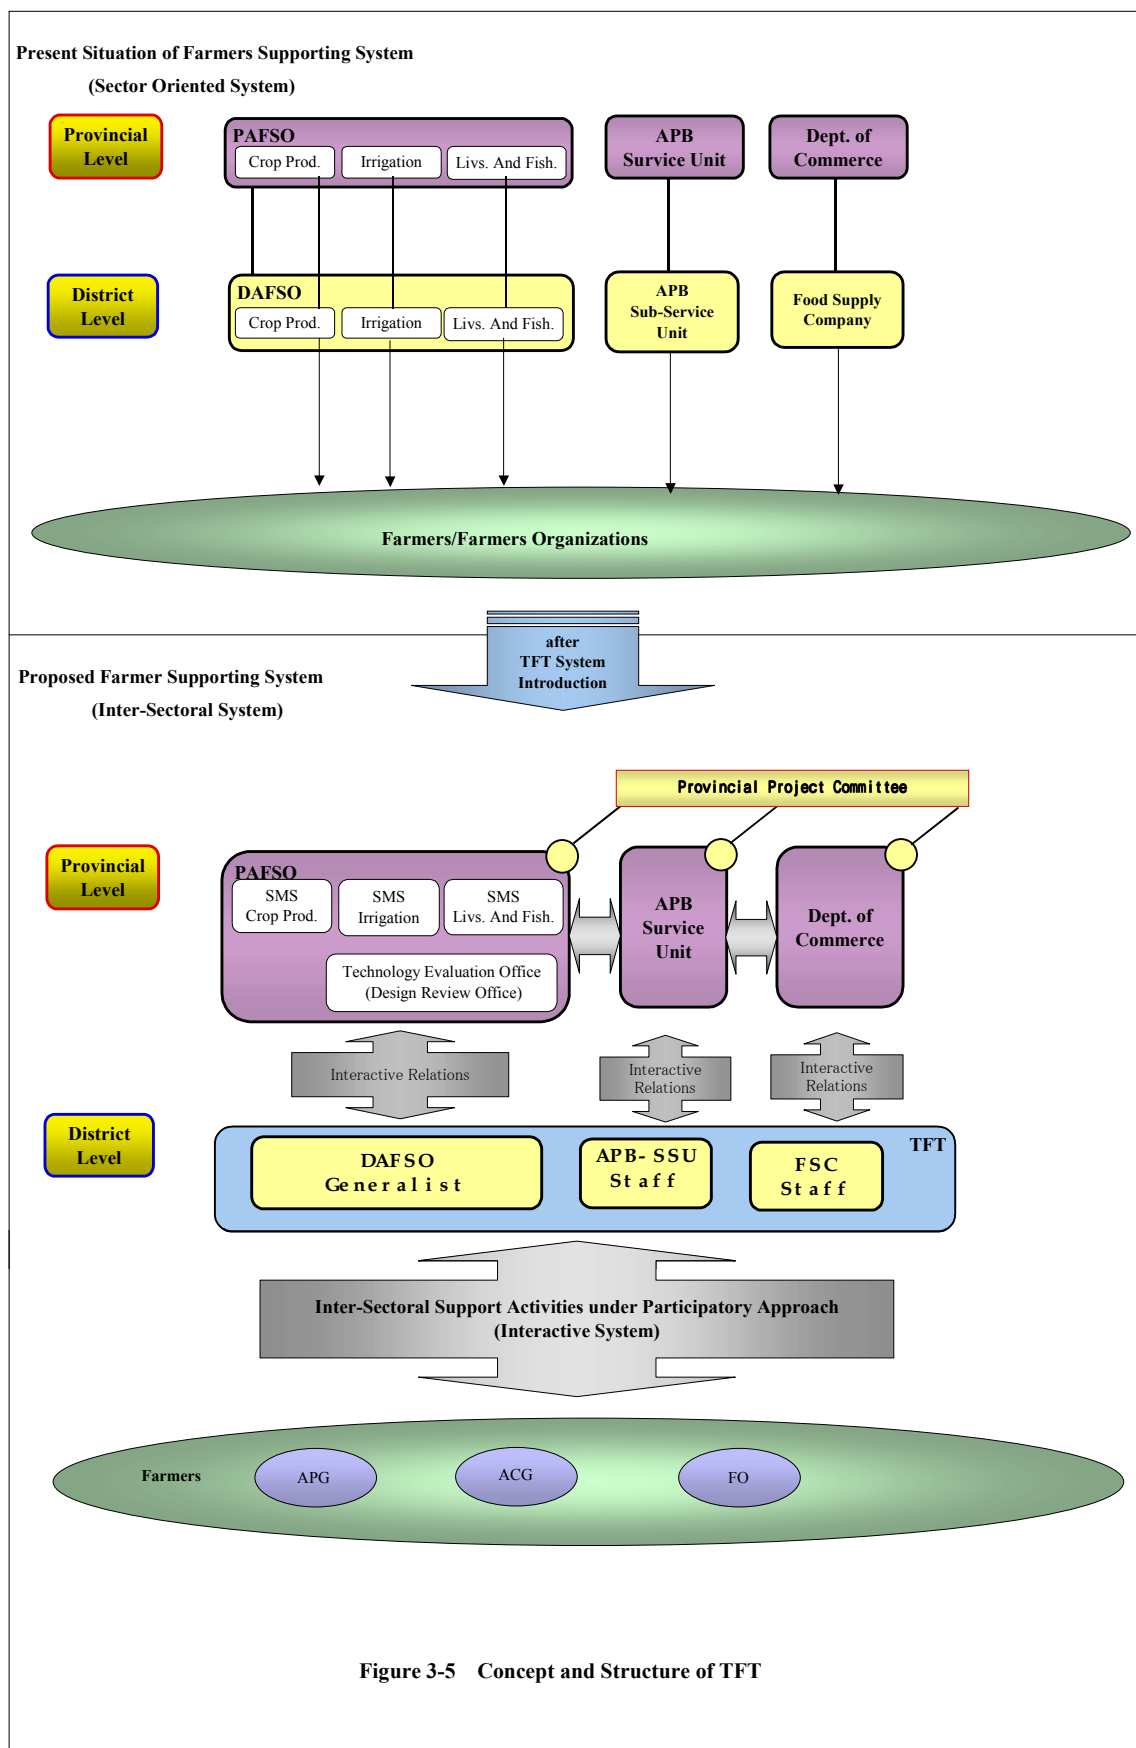 Present Situation of Farmers Supporting System
(Sector Oriented System)
Provincial
Level
PAFSO
Crop Prod.
Irrigation
Livs. And Fish.
APB
Survice Unit
Dept. of
Commerce
District
Level
DAFSO
Crop Prod.
Irrigation
Livs. And Fish.
APB
Sub-Service
Unit
Food Supply
Company
Farmers/Farmers Organizations
after
TFT System
Introduction
Proposed Farmer Supporting System
(Inter-Sectoral System)
Provincial Project Committee
Provincial
Level
PAFSO
SMS
Crop Prod.
SMS
Irrigation
SMS
Livs. And Fish.
Technology Evaluation Office
(Design Review Office)
APB
Survice
Unit
Dept. of
Commerce
Interactive Relations
Interactive
Relations
Interactive
Relations
District
Level
TFT
DAFSO
Generalist
APB- SSU
Staff
FSC
Staff
Inter-Sectoral Support Activities under Participatory Approach
(Interactive System)
Farmers
APG
ACG
FO
Figure 3-5 Concept and Structure of TFT